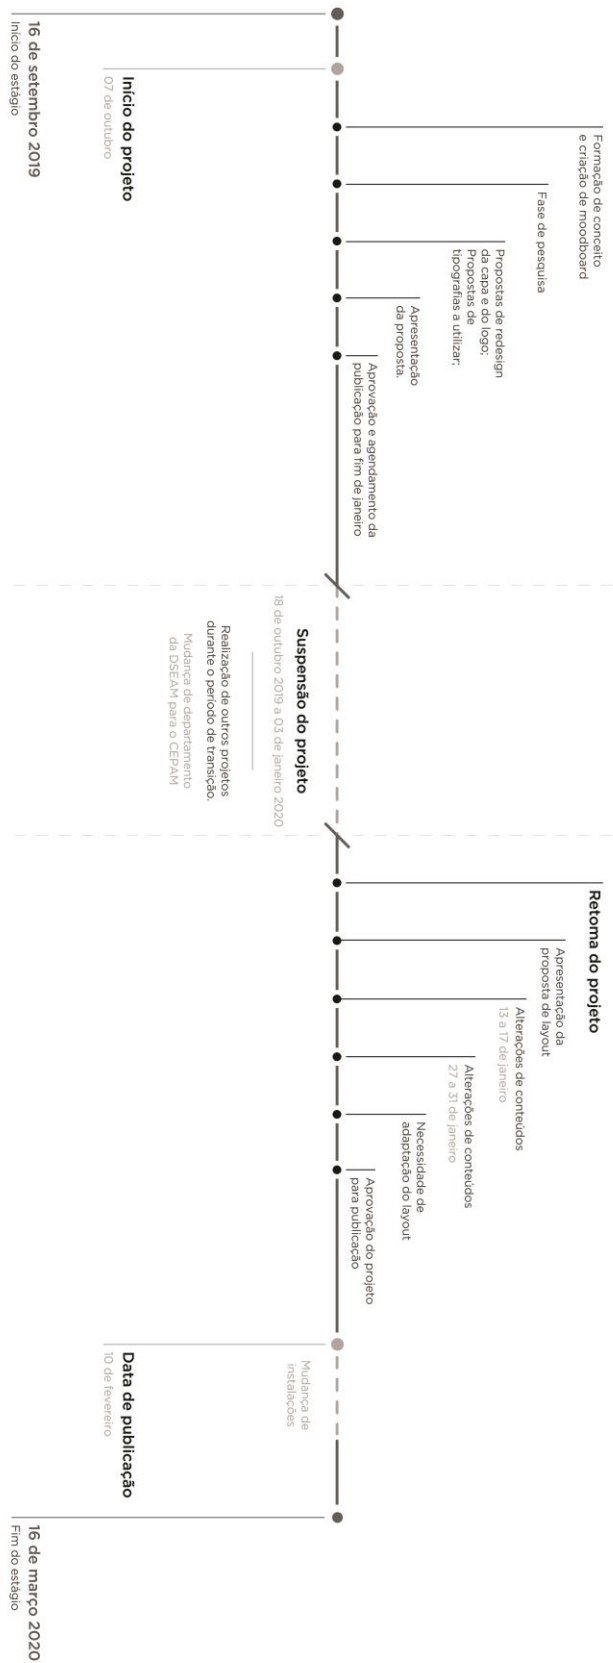 Formação de conceito
e criação de moodboard
Fase de pesquisa
Propostas de redesign
da capa e do logo;
Propostas de
tipografias a utilizar;
Apresentação
da proposta.
Aprovação e agendamento da
publicação para fim de janeiro
Início do projeto
07 de outubro
16 de setembro 2019
Início do estágio
Suspensão do projeto
18 de outubro 2019 a 03 de janeiro 2020
Realização de outros projetos
durante o período de transição.
Mudança de departamento
da DSEAM para o CEPAM
Retoma do projeto
Apresentação da
proposta de layout
Alterações de conteúdos
13 a 17 de janeiro
Alterações de conteúdos
27 a 31 de janeiro
Necessidade de
adaptação do layout
Aprovação do projeto
para publicação
Mudança de
instalações
Data de publicação
10 de fevereiro
16 de março 2020
Fim do estágio